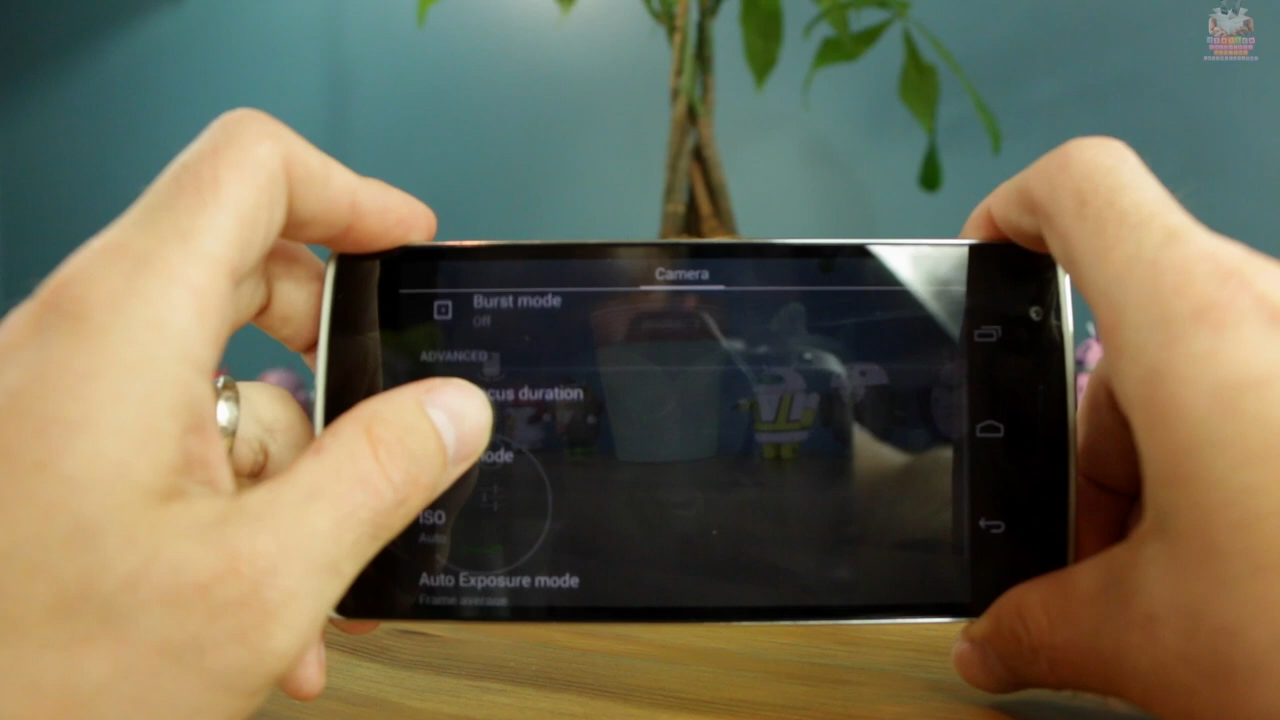 Camera
Burst mode
Off
ADVANCED
cus duration
ode
ISO
Auto
Auto Exposure mode
Frame average